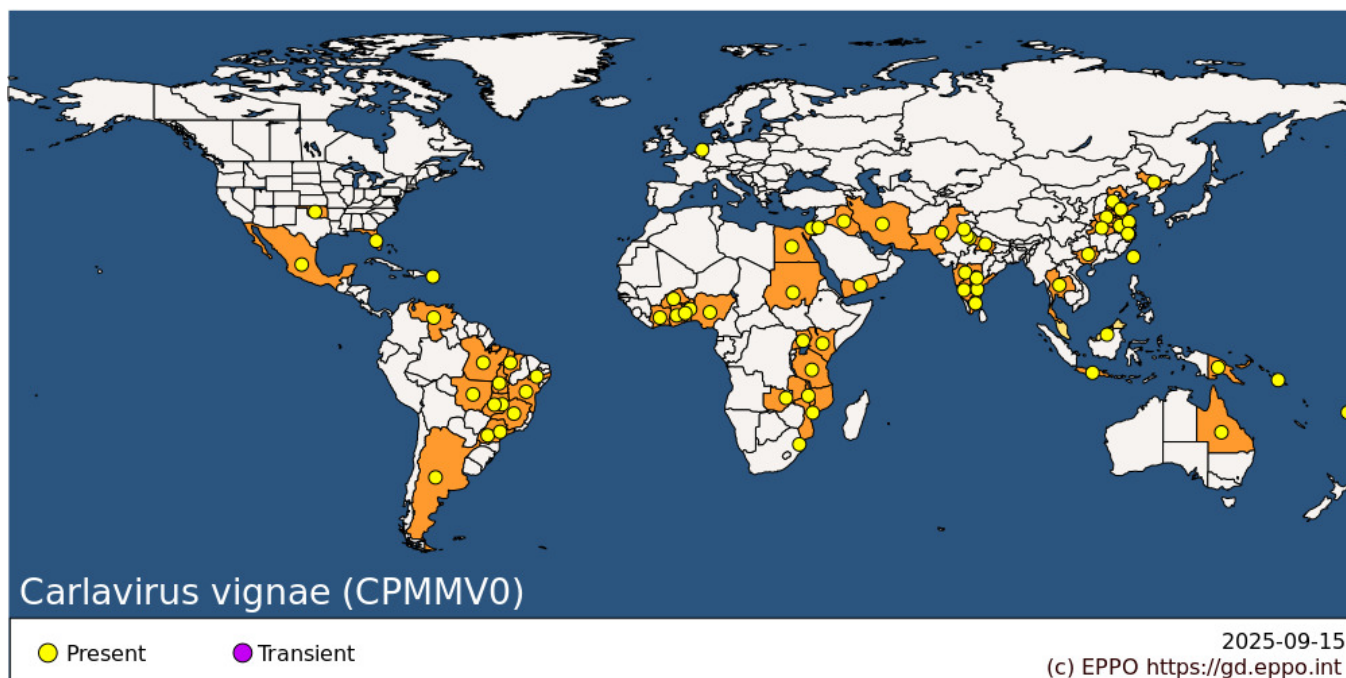 Carlavirus vignae (CPMMV0)
Present
Transient
2025-09-15
(c) EPPO https://gd.eppo.int